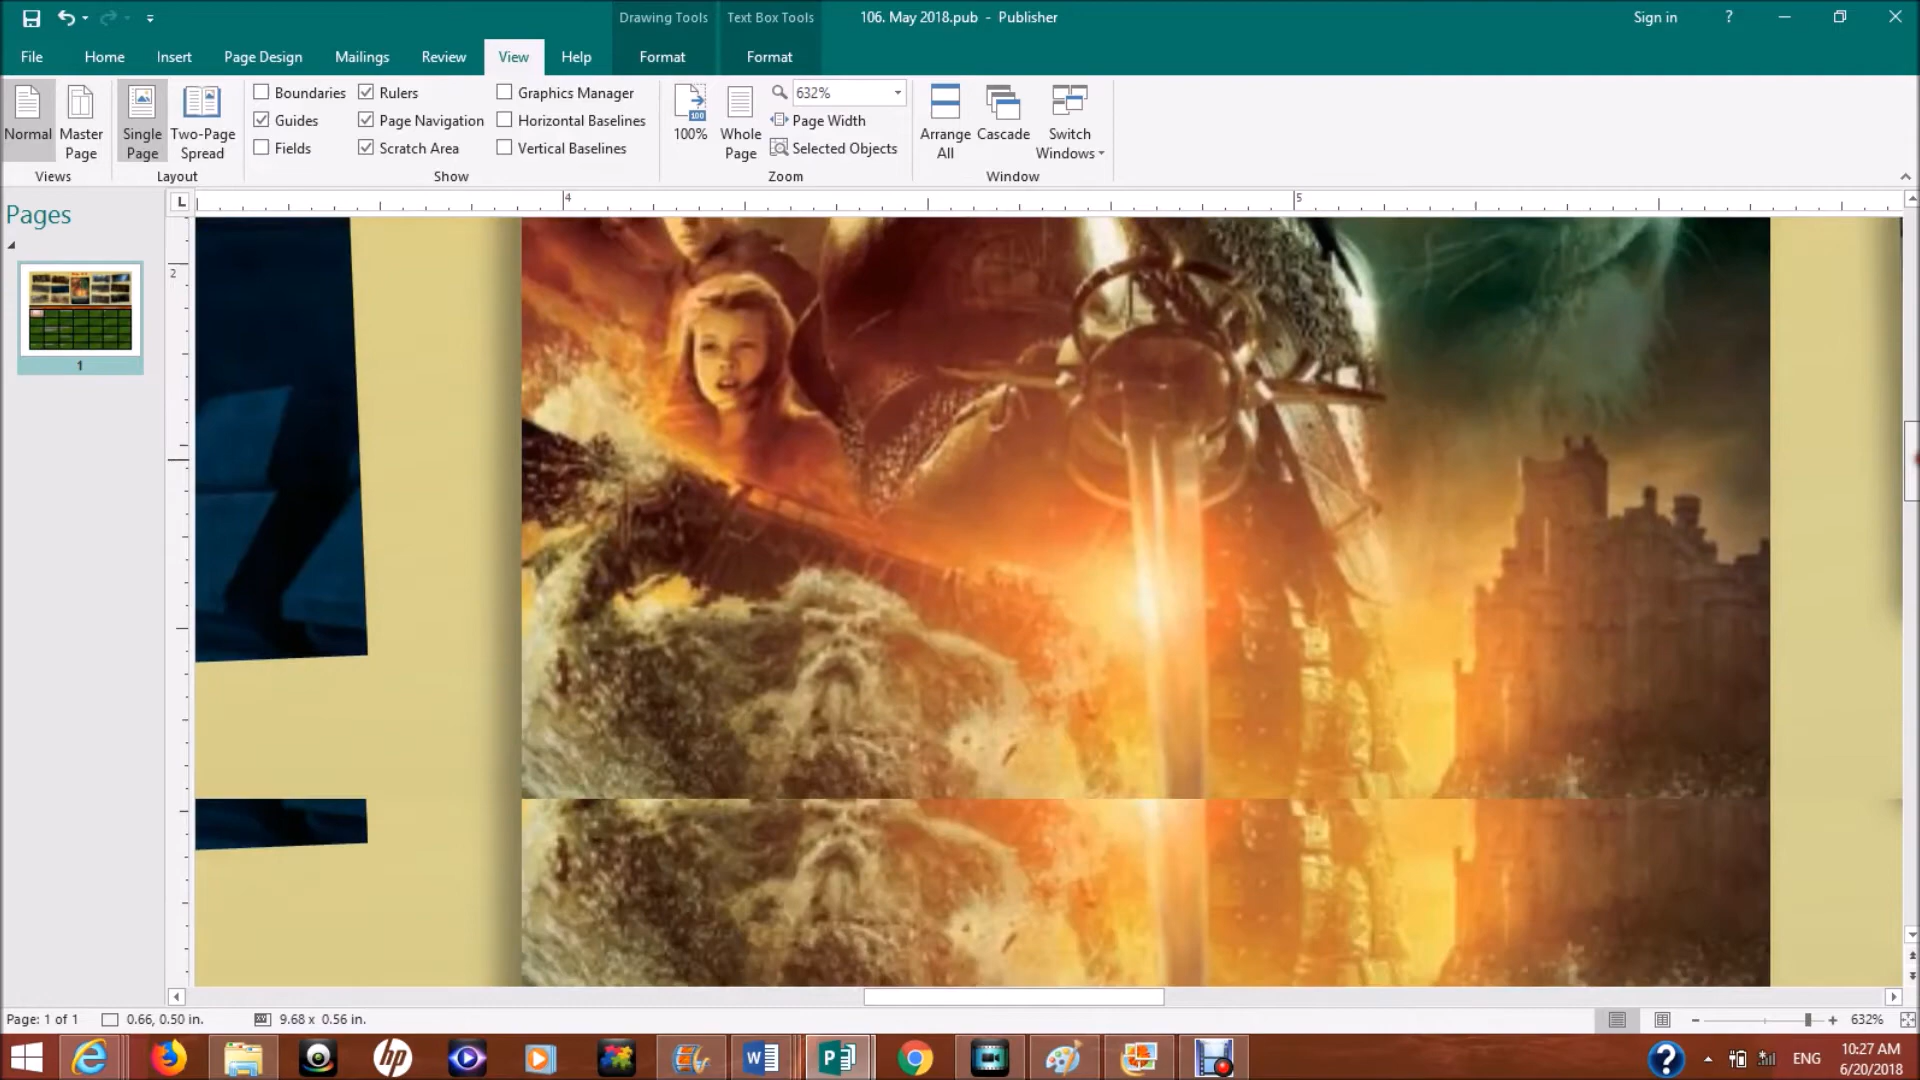 Drawing Tools Text Box Tools 106. May 2018.pub - Publisher Sign in ?
File Home Insert Page Design Mailings Review View Help Format Format
Normal
Master Page
Single Page
Two-Page Spread
Boundaries Rulers Graphics Manager
Guides Page Navigation Horizontal Baselines
Fields Scratch Area Vertical Baselines
100%
Whole Page
632%
Page Width
Selected Objects
Arrange All
Cascade
Switch Windows
Views Layout Show Zoom Window
L 4 5
Pages
2
1
Page: 1 of 1 0.66, 0.50 in. 9.68 x 0.56 in. 632%
ENG 10:27 AM
6/20/2018